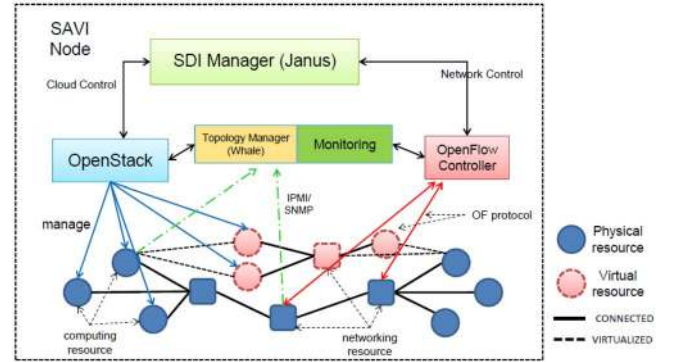 SAVI
Node
SDI Manager (Janus)
Cloud Control
Network Control
Topology Manager
(Whale)
Monitoring
OpenStack
OpenFlow
Controller
IPMI/
SNMP
manage
OF protocol
Physical
resource
Virtual
resource
CONNECTED
VIRTUALIZED
computing
resource
networking
resource